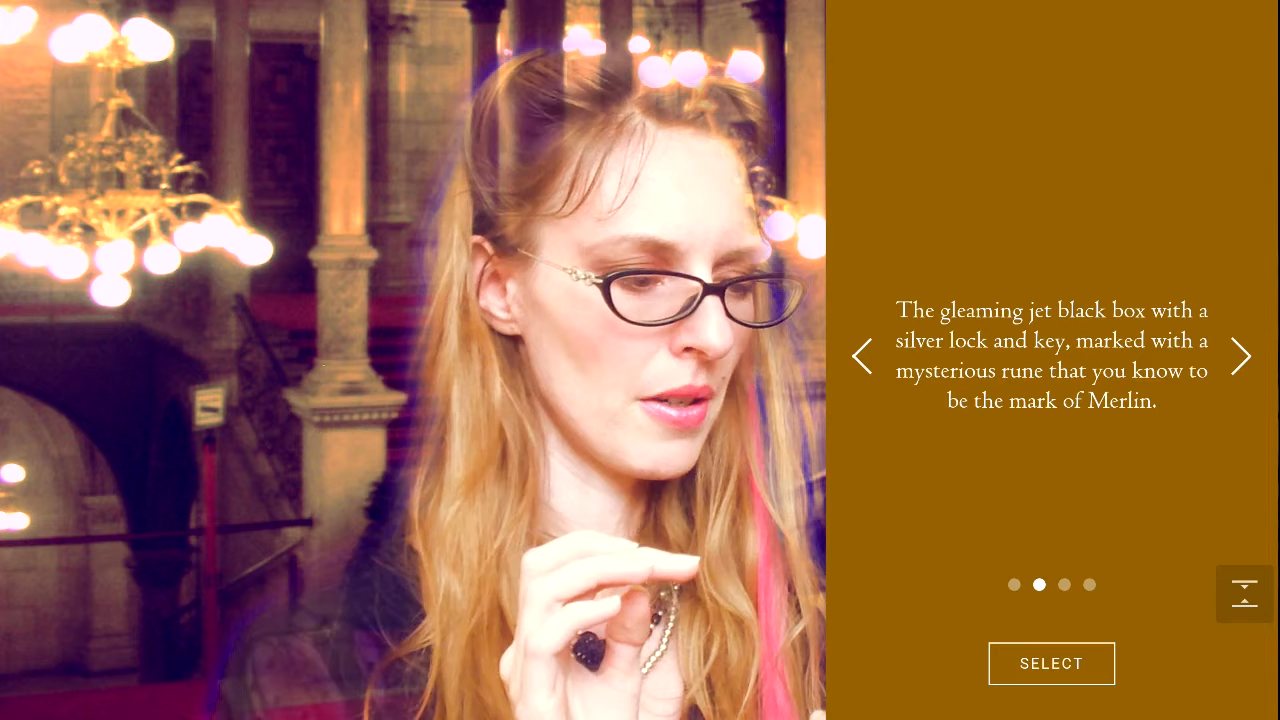 The gleaming jet black box with a
silver lock and key, marked with a
mysterious rune that you know to
be the mark of Merlin.
SELECT